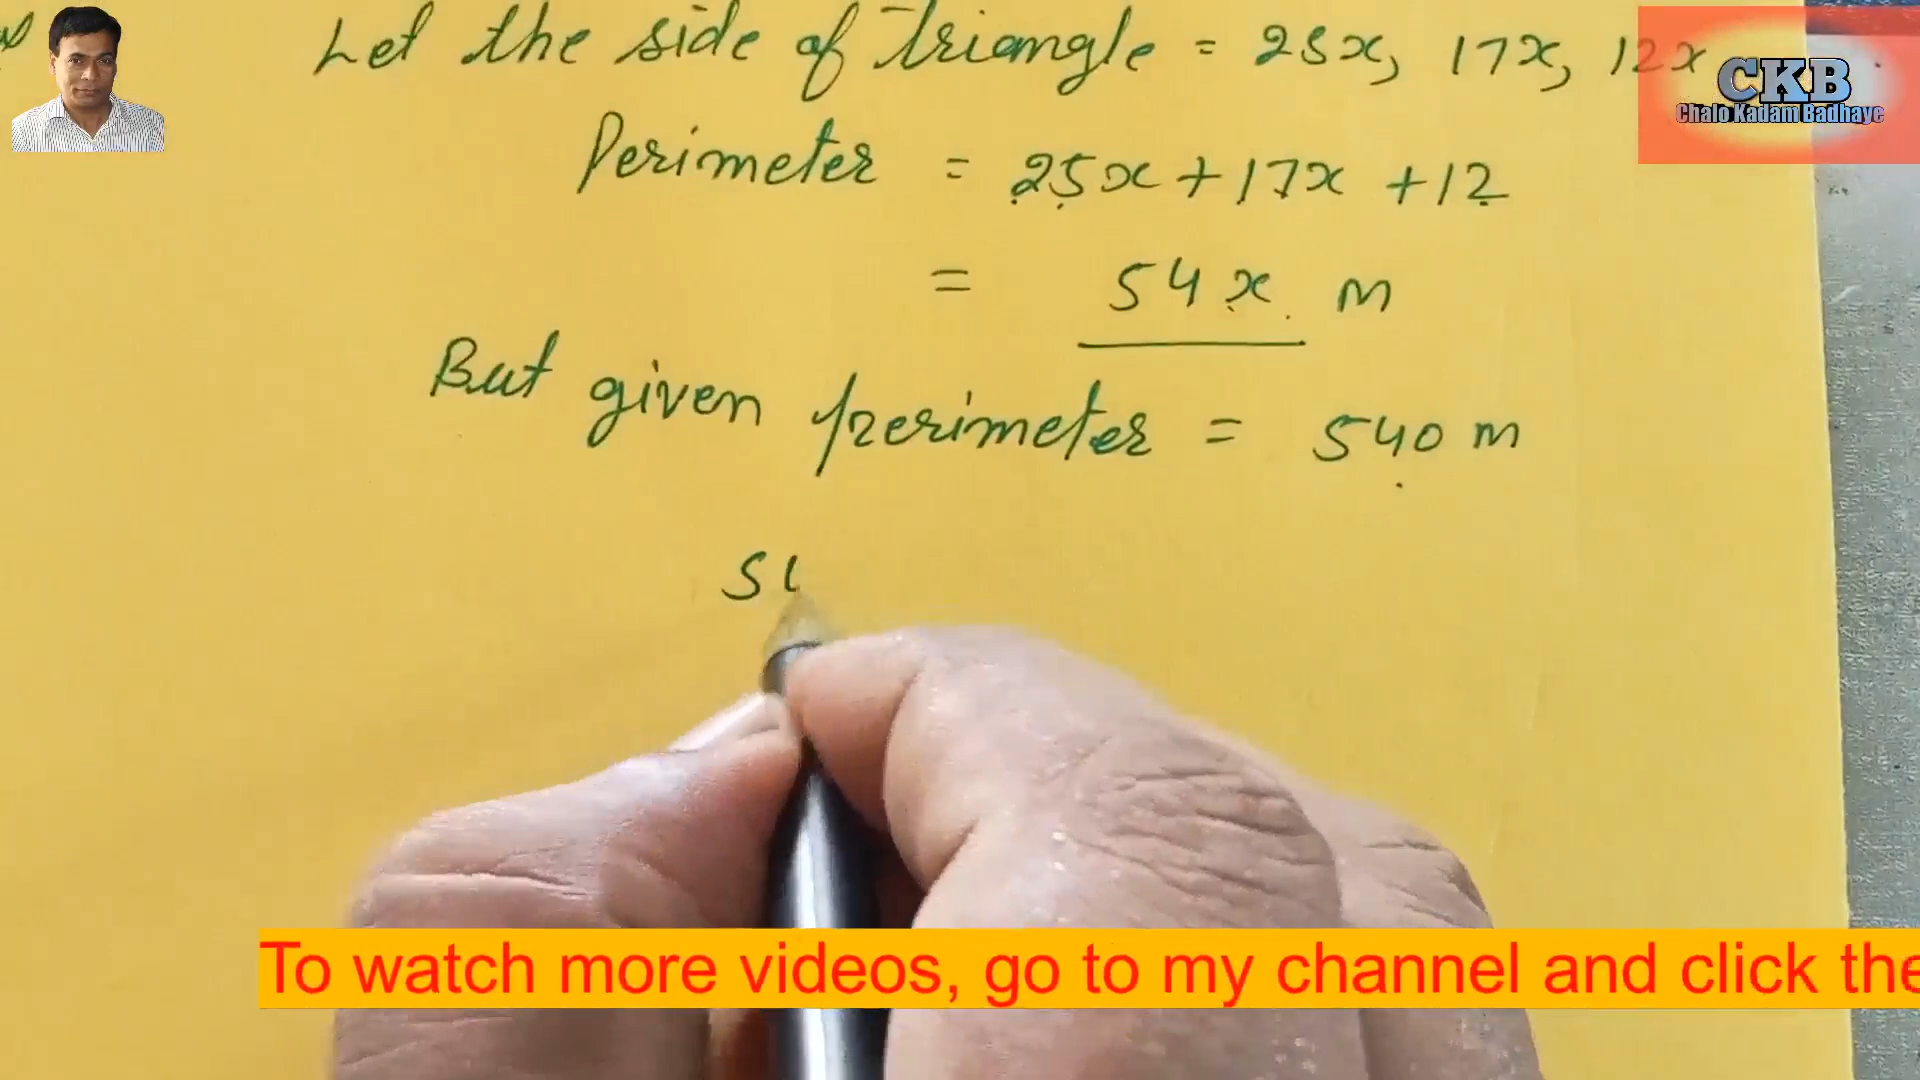 Let the side of triangle = 25x, 17x, 12x
CKB
Chalo Kadam Badhaye
Perimeter = 25x + 17x + 12
= 54x m
But given perimeter = 540 m
5
To watch more videos, go to my channel and click the